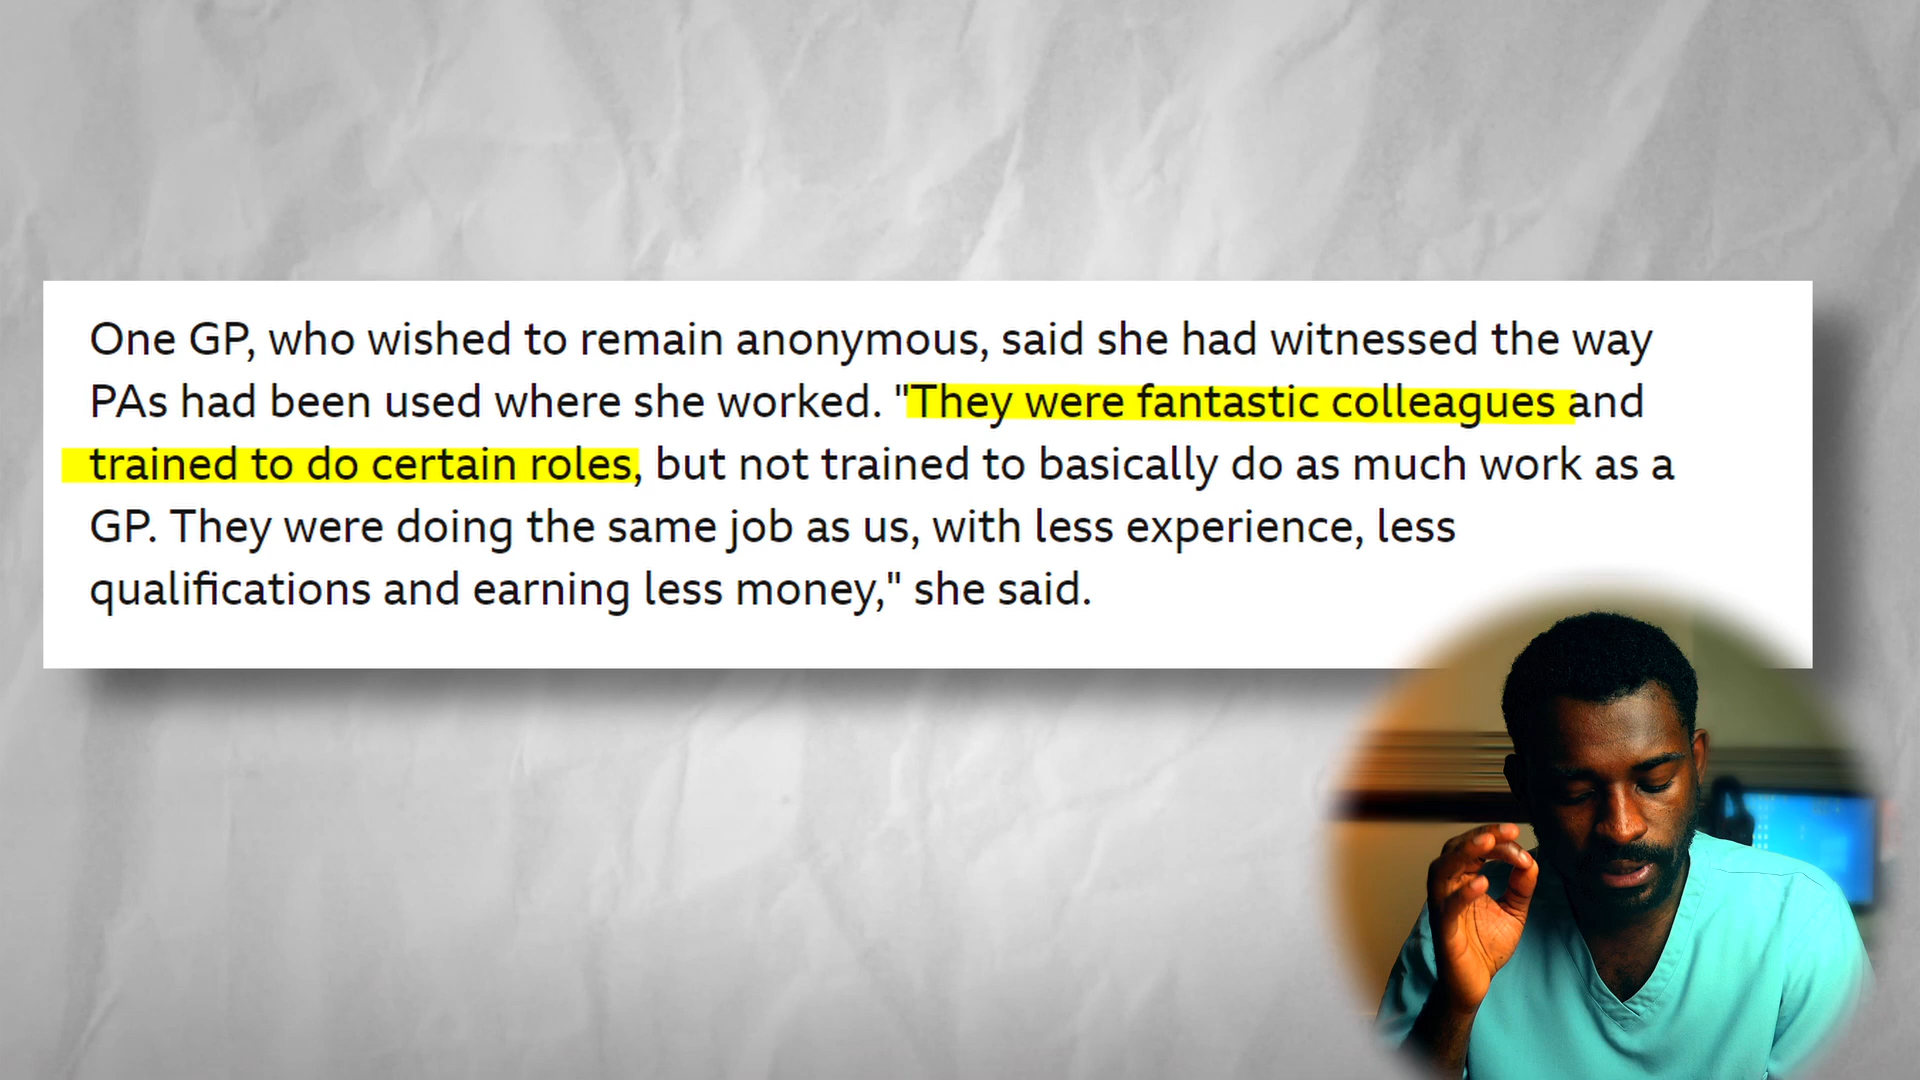 One GP, who wished to remain anonymous, said she had witnessed the way
PAs had been used where she worked. "They were fantastic colleagues and
trained to do certain roles, but not trained to basically do as much work as a
GP. They were doing the same job as us, with less experience, less
qualifications and earning less money," she said.